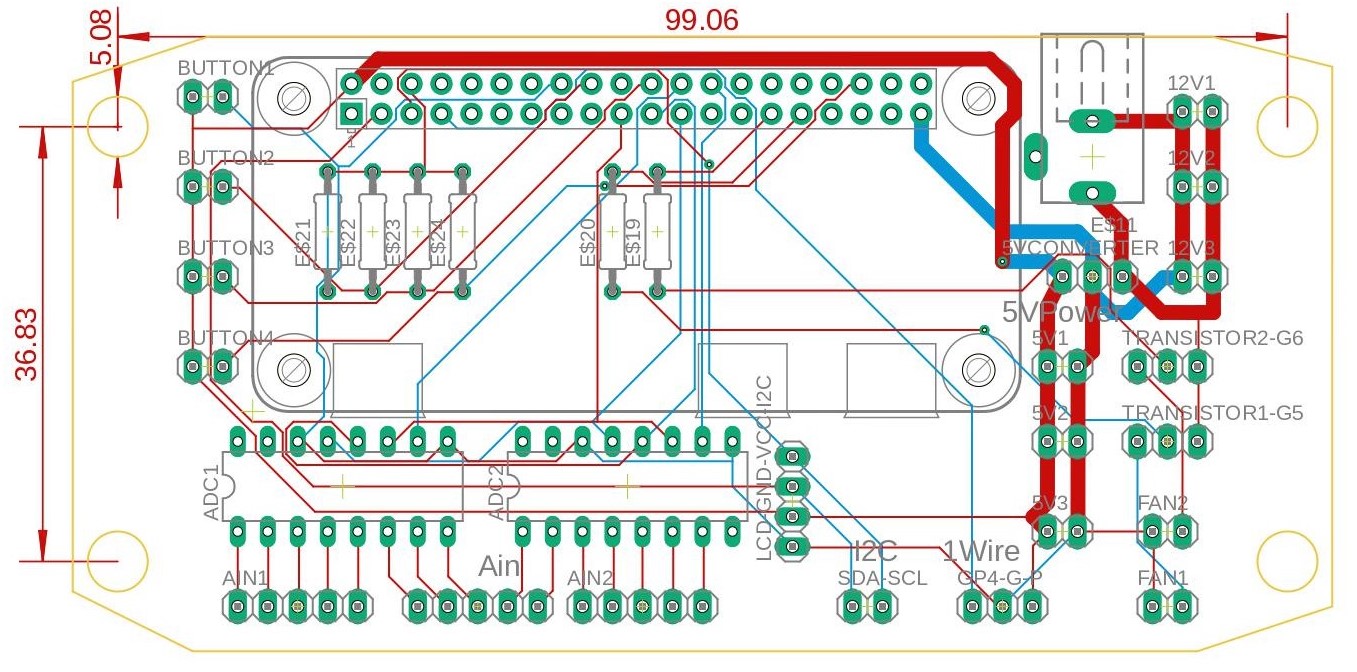 99.06
5.08
36.83
BUTTON1
BUTTON2
BUTTON3
BUTTON4
1
E$21
E$22
E$23
E$24
E$20
E$19
12V1
12V2
12V3
E$11
5VCONVERTER
5VPower
5V1
5V2
5V3
TRANSISTOR2-G6
TRANSISTOR1-G5
FAN2
FAN1
ADC1
ADC2
LCD-GND-VCC-I2C
AIN1
Ain
AIN2
I2C
SDA-SCL
1Wire
GP4-G-P